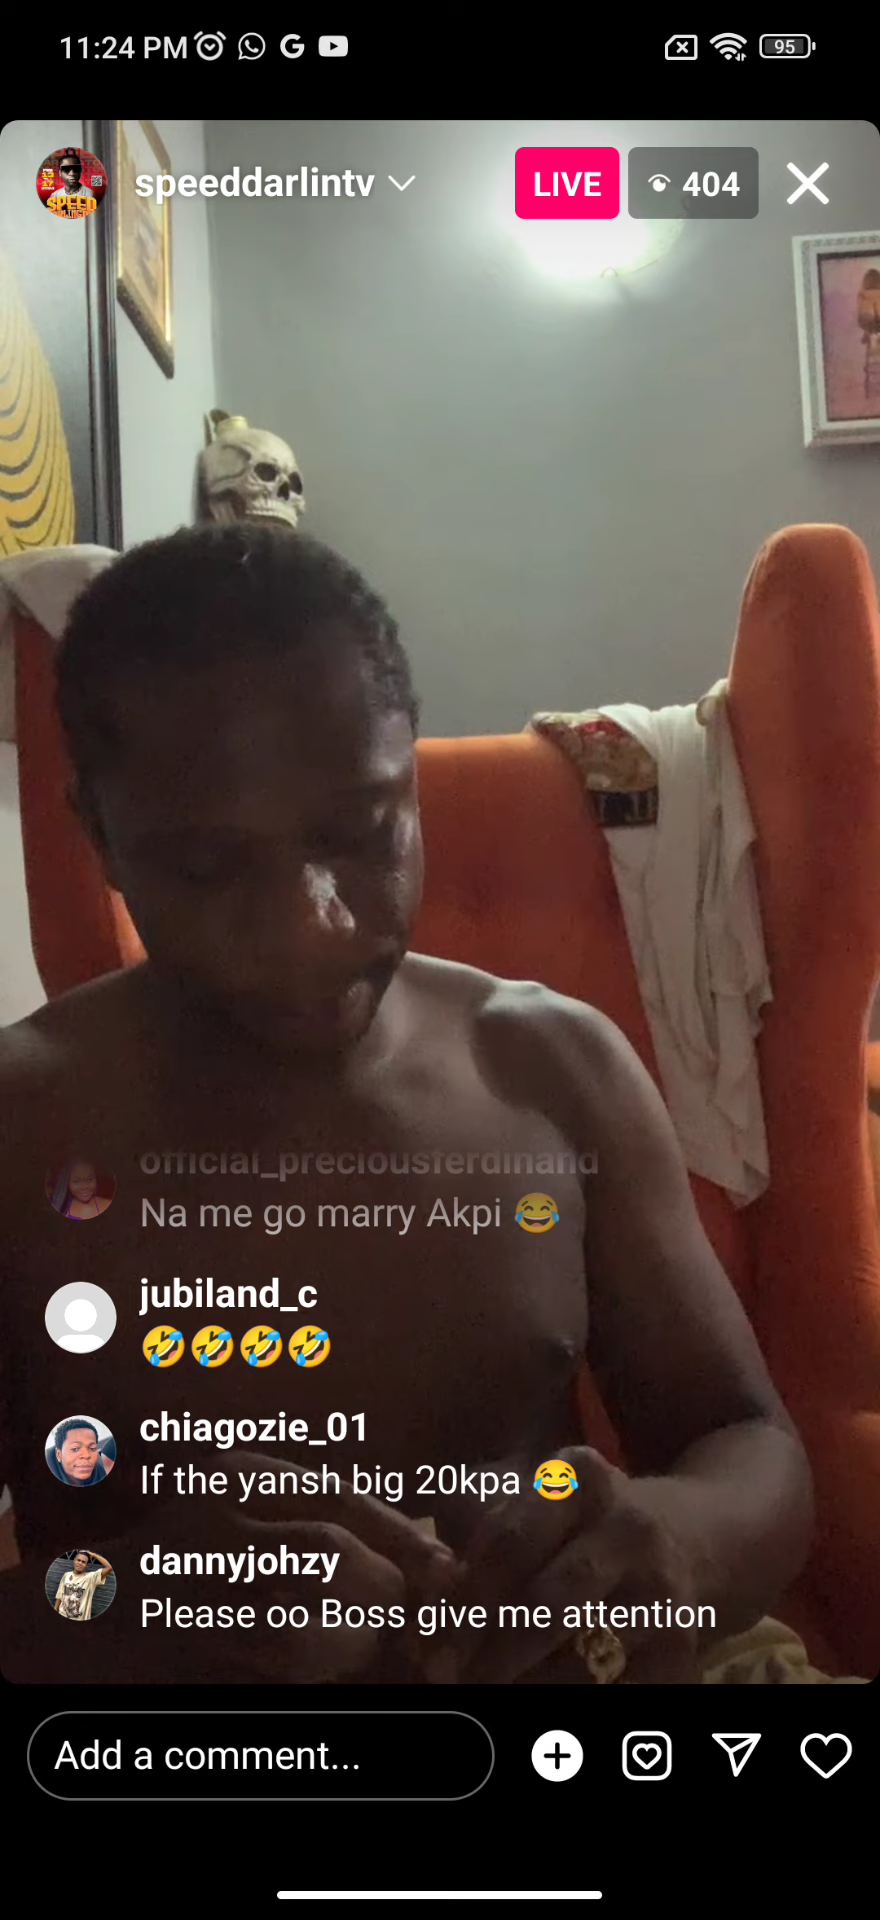 11:24 PM
95
speeddarlintv
LIVE
404
SPEED
official_preciousferdinand
Na me go marry Akpi 😂
jubiland_c
🤣🤣🤣🤣
chiagozie_01
If the yansh big 20kpa 😂
dannyjohzy
Please oo Boss give me attention
Add a comment...